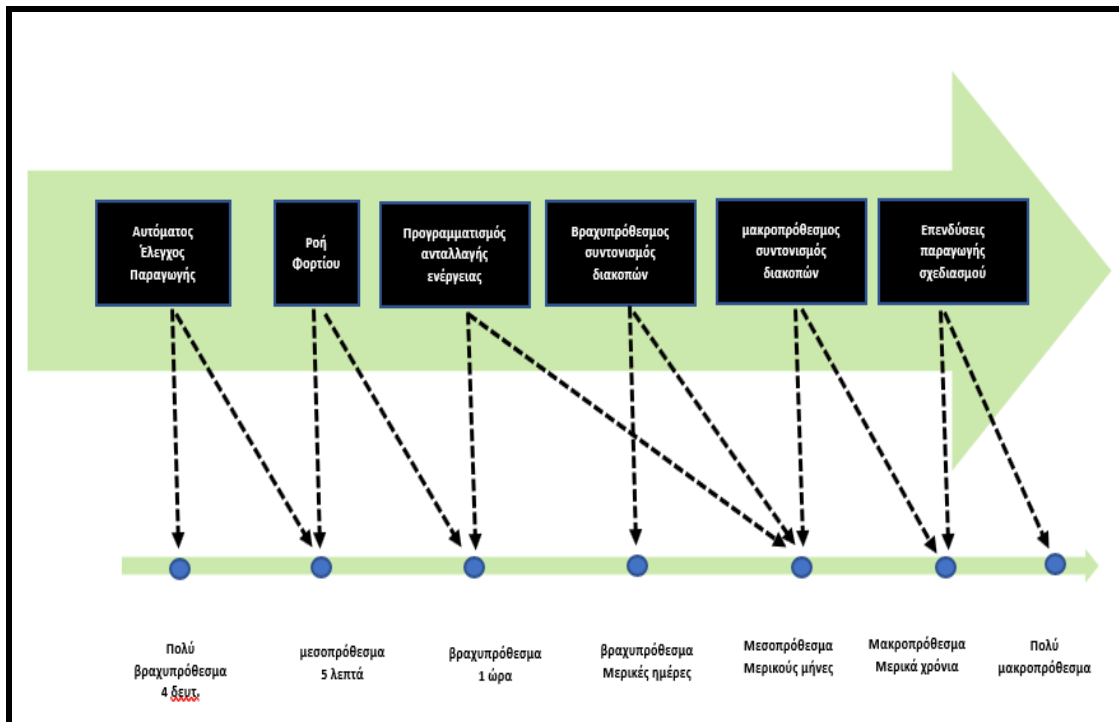 Αυτόματος
Έλεγχος
Παραγωγής
Ροή
Φορτίου
Προγραμματισμός
ανταλλαγής
ενέργειας
Βραχυπρόθεσμος
συντονισμός
διακοπών
μακροπρόθεσμος
συντονισμός
διακοπών
Επενδύσεις
παραγωγής
σχεδιασμού
Πολύ
βραχυπρόθεσμα
4 δευτ.
μεσοπρόθεσμα
5 λεπτά
βραχυπρόθεσμα
1 ώρα
βραχυπρόθεσμα
Μερικές ημέρες
Μεσοπρόθεσμα
Μερικούς μήνες
Μακροπρόθεσμα
Μερικά χρόνια
Πολύ
μακροπρόθεσμα